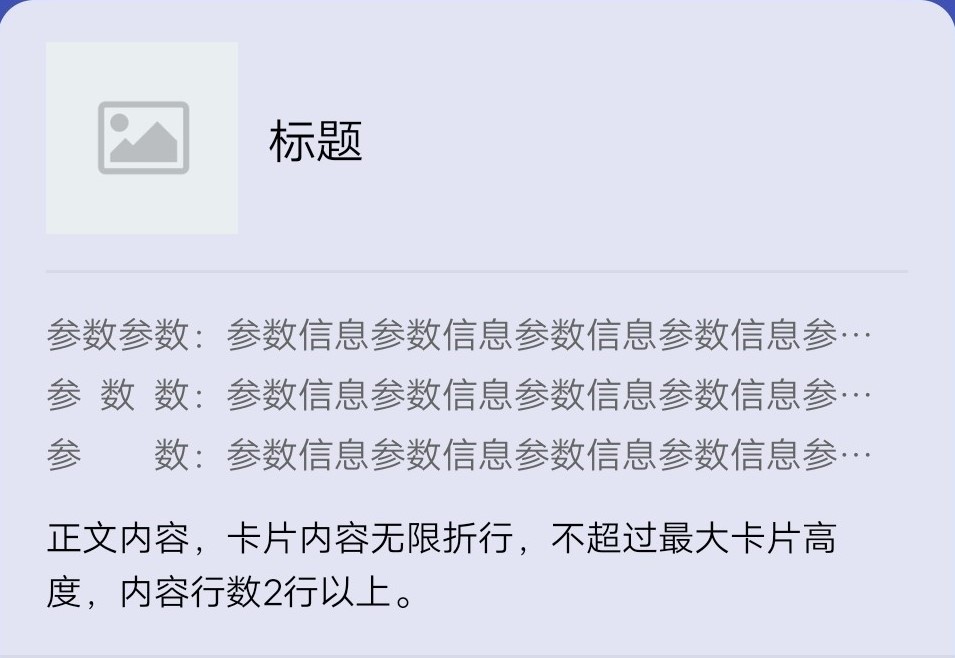 标题
参数参数：参数信息参数信息参数信息参数信息参…
参 数 数：参数信息参数信息参数信息参数信息参…
参　　数：参数信息参数信息参数信息参数信息参…
正文内容，卡片内容无限折行，不超过最大卡片高
度，内容行数2行以上。